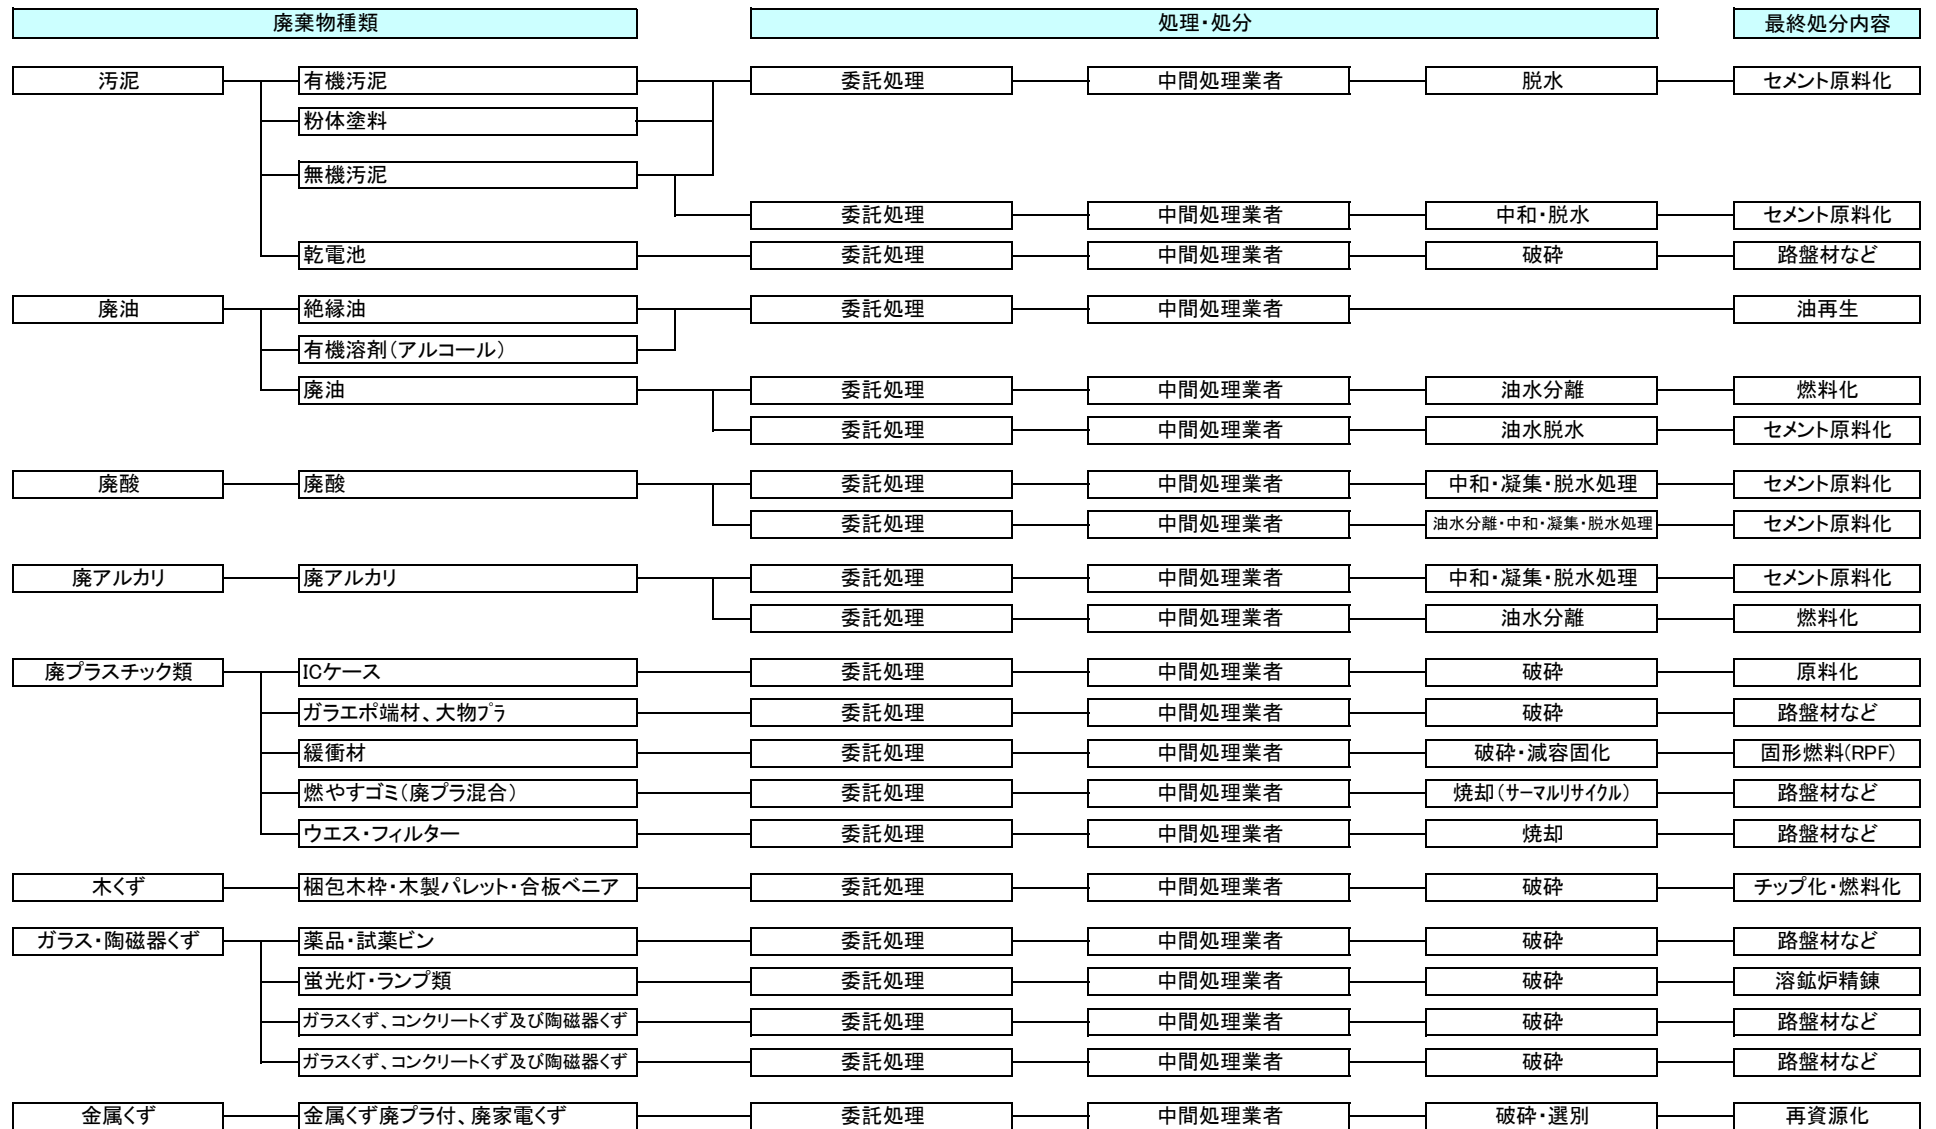 廃棄物種類 処理・処分 最終処分内容
汚泥 有機汚泥 委託処理 中間処理業者 脱水 セメント原料化
粉体塗料
無機汚泥
委託処理 中間処理業者 中和・脱水 セメント原料化
乾電池 委託処理 中間処理業者 破砕 路盤材など
廃油 絶縁油 委託処理 中間処理業者 油再生
有機溶剤(アルコール)
廃油 委託処理 中間処理業者 油水分離 燃料化
委託処理 中間処理業者 油水脱水 セメント原料化
廃酸 廃酸 委託処理 中間処理業者 中和・凝集・脱水処理 セメント原料化
委託処理 中間処理業者 油水分離・中和・凝集・脱水処理 セメント原料化
廃アルカリ 廃アルカリ 委託処理 中間処理業者 中和・凝集・脱水処理 セメント原料化
委託処理 中間処理業者 油水分離 燃料化
廃プラスチック類 ICケース 委託処理 中間処理業者 破砕 原料化
ガラエポ端材、大物プラ 委託処理 中間処理業者 破砕 路盤材など
緩衝材 委託処理 中間処理業者 破砕・減容固化 固形燃料(RPF)
燃やすゴミ(廃プラ混合) 委託処理 中間処理業者 焼却(サーマルリサイクル) 路盤材など
ウエス・フィルター 委託処理 中間処理業者 焼却 路盤材など
木くず 梱包木枠・木製パレット・合板ベニア 委託処理 中間処理業者 破砕 チップ化・燃料化
ガラス・陶磁器くず 薬品・試薬ビン 委託処理 中間処理業者 破砕 路盤材など
蛍光灯・ランプ類 委託処理 中間処理業者 破砕 溶鉱炉精錬
ガラスくず、コンクリートくず及び陶磁器くず 委託処理 中間処理業者 破砕 路盤材など
ガラスくず、コンクリートくず及び陶磁器くず 委託処理 中間処理業者 破砕 路盤材など
金属くず 金属くず廃プラ付、廃家電くず 委託処理 中間処理業者 破砕・選別 再資源化